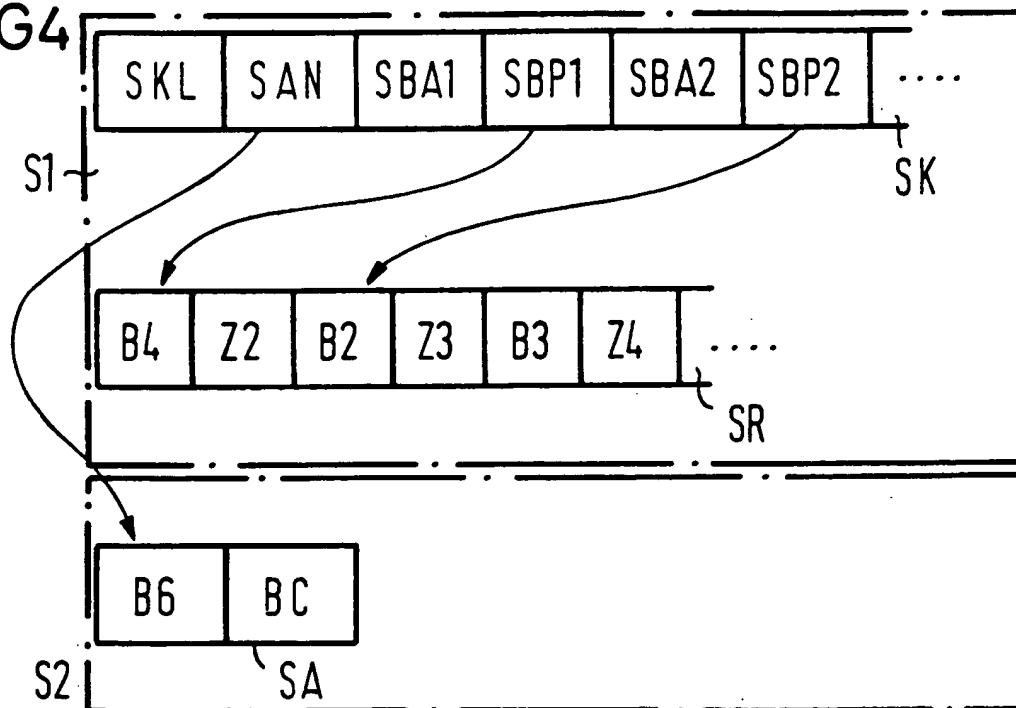 G4
SKL SAN SBA1 SBP1 SBA2 SBP2 ....
S1
SK
B4 Z2 B2 Z3 B3 Z4 ....
SR
B6 BC
S2
SA